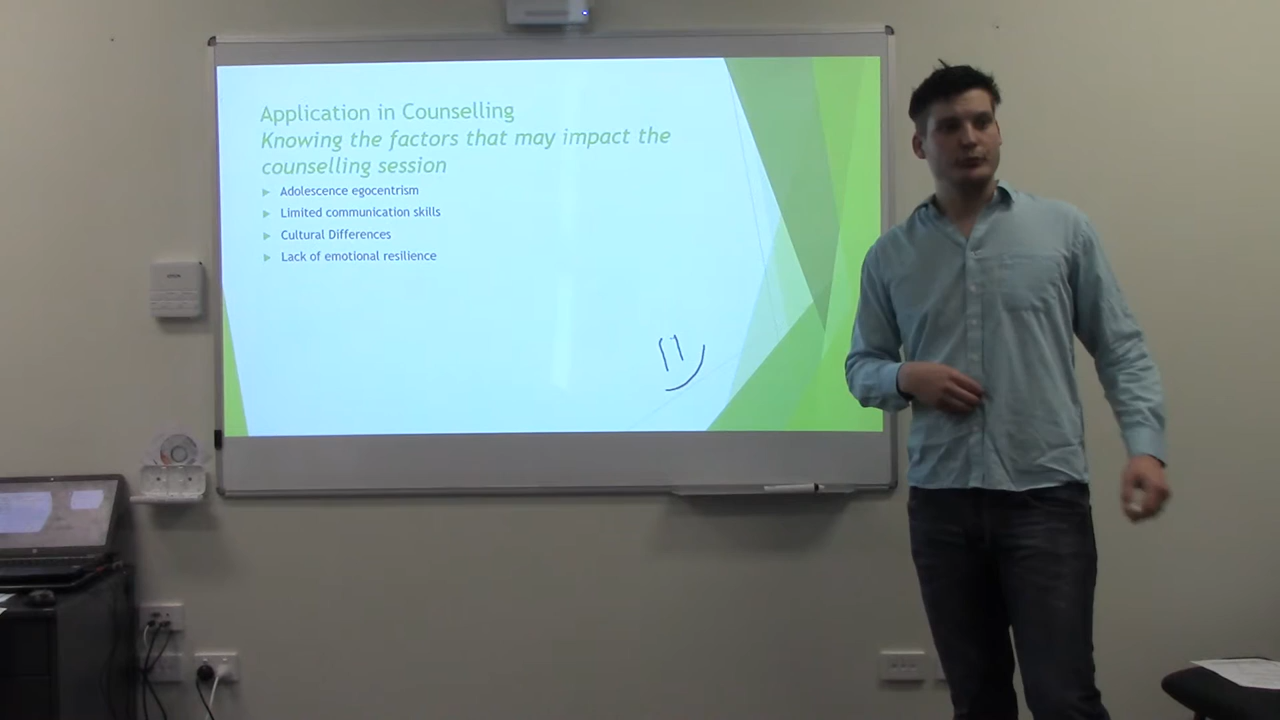 Application in Counselling
Knowing the factors that may impact the
counselling session
Adolescence egocentrism
Limited communication skills
Cultural Differences
Lack of emotional resilience